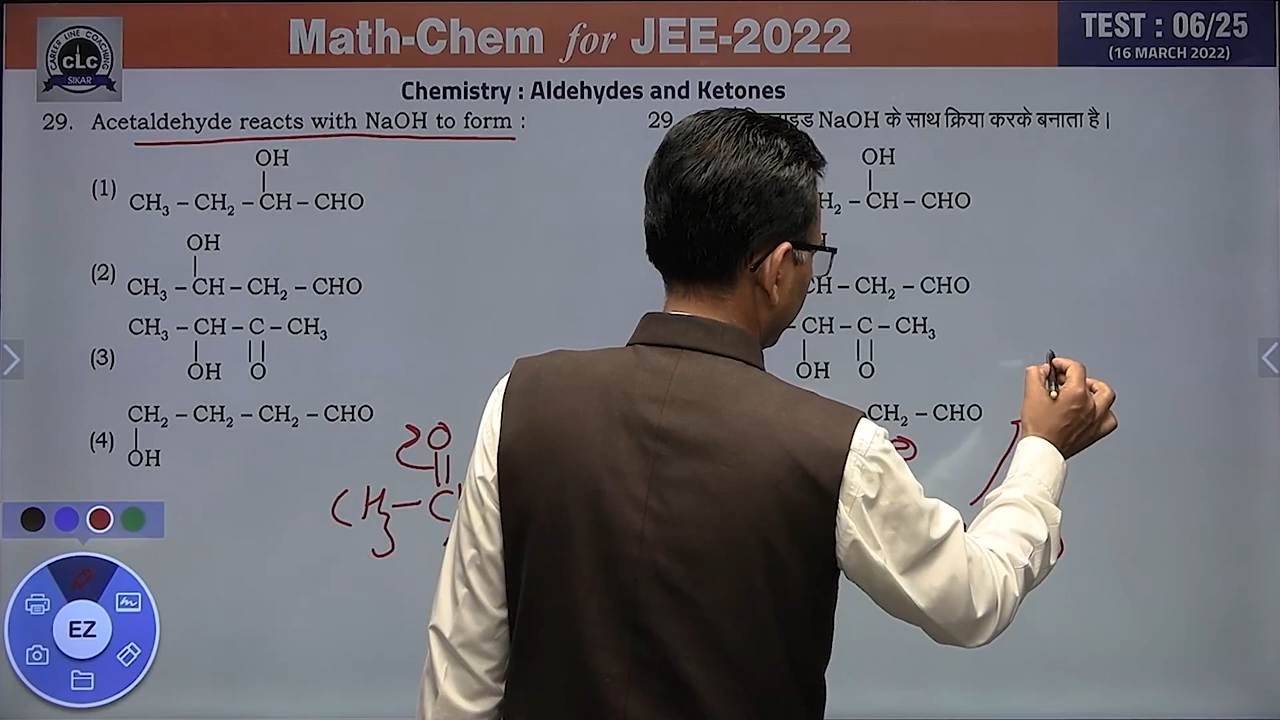 Math-Chem for JEE-2022
TEST : 06/25
(16 MARCH 2022)
CAREER LINE COACHING
CLC
SIKAR
Chemistry : Aldehydes and Ketones
29. Acetaldehyde reacts with NaOH to form :
OH
(1) CH₃ – CH₂ – CH – CHO
OH
(2) CH₃ – CH – CH₂ – CHO
CH₃ – CH – C – CH₃
(3) OH O
CH₂ – CH₂ – CH₂ – CHO
(4) OH
29
NaOH के साथ क्रिया करके बनाता है।
OH
H₂ – CH – CHO
CH – CH₂ – CHO
– CH – C – CH₃
OH O
CH₂ – CHO
O
CH₃ – C
EZ